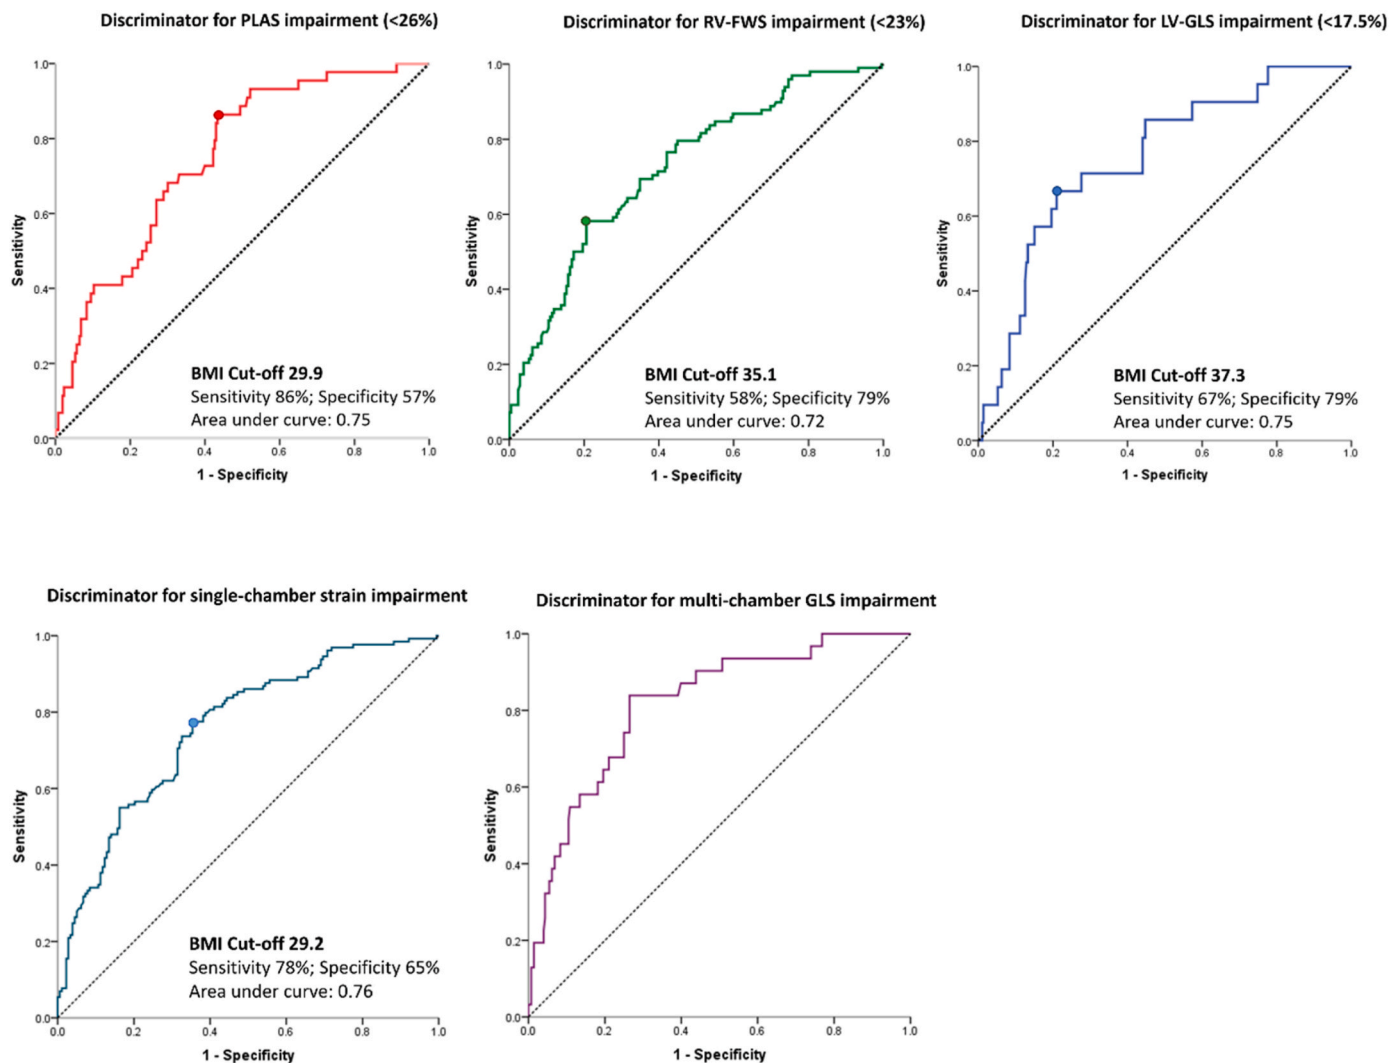 Discriminator for PLAS impairment (<26%)
1.0
0.8
0.6
0.4
0.2
0.0
Sensitivity
BMI Cut-off 29.9
Sensitivity 86%; Specificity 57%
Area under curve: 0.75
0.0 0.2 0.4 0.6 0.8 1.0
1 - Specificity
Discriminator for RV-FWS impairment (<23%)
1.0
0.8
0.6
0.4
0.2
0.0
Sensitivity
BMI Cut-off 35.1
Sensitivity 58%; Specificity 79%
Area under curve: 0.72
0.0 0.2 0.4 0.6 0.8 1.0
1 - Specificity
Discriminator for LV-GLS impairment (<17.5%)
1.0
0.8
0.6
0.4
0.2
0.0
Sensitivity
BMI Cut-off 37.3
Sensitivity 67%; Specificity 79%
Area under curve: 0.75
0.0 0.2 0.4 0.6 0.8 1.0
1 - Specificity
Discriminator for single-chamber strain impairment
1.0
0.8
0.6
0.4
0.2
0.0
Sensitivity
BMI Cut-off 29.2
Sensitivity 78%; Specificity 65%
Area under curve: 0.76
0.0 0.2 0.4 0.6 0.8 1.0
1 - Specificity
Discriminator for multi-chamber GLS impairment
1.0
0.8
0.6
0.4
0.2
0.0
Sensitivity
0.0 0.2 0.4 0.6 0.8 1.0
1 - Specificity